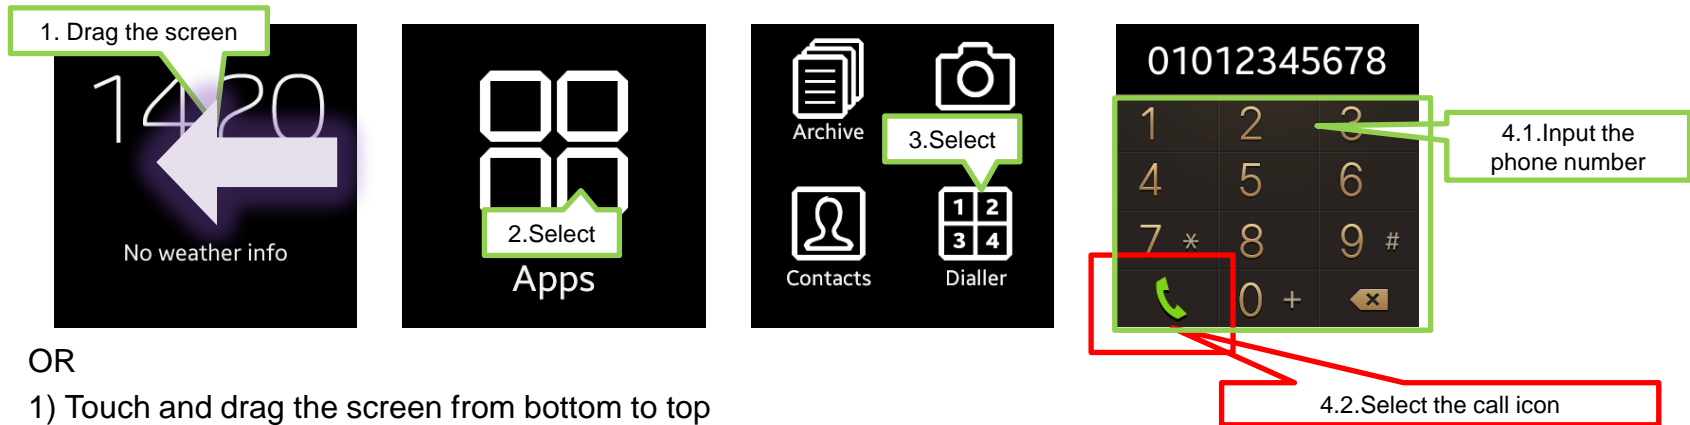 1. Drag the screen
14:20
No weather info
2.Select
Apps
Archive
3.Select
Contacts
1 2
3 4
Dialler
01012345678
1 2 3
4 5 6
7 * 8 9 #
0 +
4.1.Input the
phone number
4.2.Select the call icon
OR
1) Touch and drag the screen from bottom to top